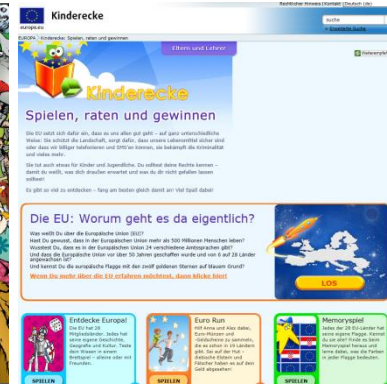 Rechtlicher Hinweis | Kontakt | Deutsch (de)
Kinderecke
suche
Erweiterte Suche
europa.eu
EUROPA > Kinderecke: Spielen, raten und gewinnen
Eltern und Lehrer
Kinderecke
Spielen, raten und gewinnen
Die EU setzt sich dafür ein, dass es uns allen gut geht – auf ganz unterschiedliche
Weise: Sie schützt die Landschaft, sorgt dafür, dass unsere Lebensmittel sicher sind
oder dass wir billiger telefonieren und SMS'en können, sie bekämpft die Kriminalität
und vieles mehr.
Sie tut auch etwas für Kinder und Jugendliche. Du solltest deine Rechte kennen –
damit du weißt, was dich draußen erwartet und was du dir nicht gefallen lassen
solltest!
Es gibt so viel zu entdecken – fang am besten gleich damit an! Viel Spaß dabei!
Die EU: Worum geht es da eigentlich?
Was weißt Du über die Europäische Union (EU)?
Hast Du gewusst, dass in der Europäischen Union mehr als 500 Millionen Menschen leben?
Wusstest Du, dass es in der Europäischen Union 24 verschiedene Amtssprachen gibt?
Und dass die Europäische Union vor über 50 Jahren geschaffen wurde und von 6 auf 28 Länder
angewachsen ist?
Und kennst Du die europäische Flagge mit den zwölf goldenen Sternen auf blauem Grund?
Wenn Du mehr über die EU erfahren möchtest, dann klicke hier!
LOS
Entdecke Europa!
Die EU hat 28
Mitgliedsländer. Jedes hat
seine eigene Geschichte,
Geografie und Kultur. Teste
dein Wissen in einem
Brettspiel – alleine oder mit
Freunden.
SPIELEN
Euro Run
Hilf Anna und Alex dabei,
Euro-Münzen und
-Geldscheine zu sammeln,
die es schon in 19 Ländern
gibt. Sie auf der Hut –
diebische Elstern und
Fälscher haben es auf dein
Geld abgesehen!
SPIELEN
Memoryspiel
Jedes der 28 EU-Länder hat
seine eigene Flagge. Kennst
du sie alle? Finde es beim
Memoryspiel heraus und
lerne dabei, was die Farben
in jeder Flagge bedeuten.
SPIELEN